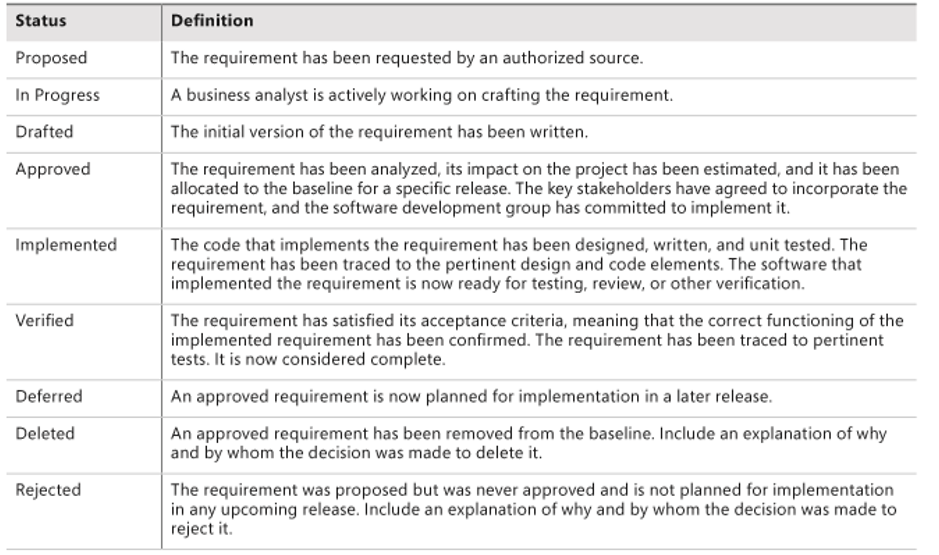 Status Definition
Proposed The requirement has been requested by an authorized source.
In Progress A business analyst is actively working on crafting the requirement.
Drafted The initial version of the requirement has been written.
Approved The requirement has been analyzed, its impact on the project has been estimated, and it has been
allocated to the baseline for a specific release. The key stakeholders have agreed to incorporate the
requirement, and the software development group has committed to implement it.
Implemented The code that implements the requirement has been designed, written, and unit tested. The
requirement has been traced to the pertinent design and code elements. The software that
implemented the requirement is now ready for testing, review, or other verification.
Verified The requirement has satisfied its acceptance criteria, meaning that the correct functioning of the
implemented requirement has been confirmed. The requirement has been traced to pertinent
tests. It is now considered complete.
Deferred An approved requirement is now planned for implementation in a later release.
Deleted An approved requirement has been removed from the baseline. Include an explanation of why
and by whom the decision was made to delete it.
Rejected The requirement was proposed but was never approved and is not planned for implementation
in any upcoming release. Include an explanation of why and by whom the decision was made to
reject it.